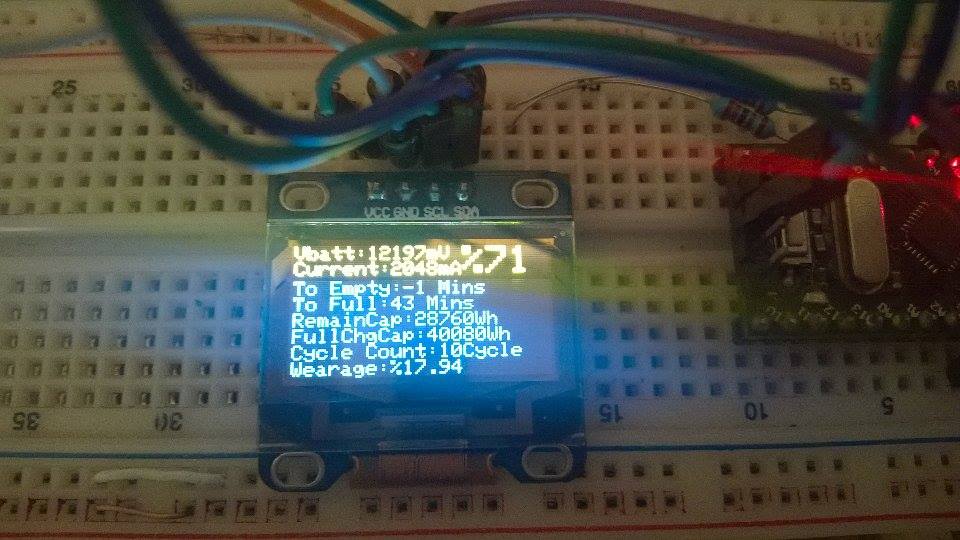 25
55
VCC GND SCL SDA
Vbatt:12197mV %71
Current:2048mA
To Empty:-1 Mins
To Full:43 Mins
RemainCap:28760Wh
FullChgCap:40080Wh
Cycle Count:10Cycle
Wearage:%17.94
35
30
15
10
5